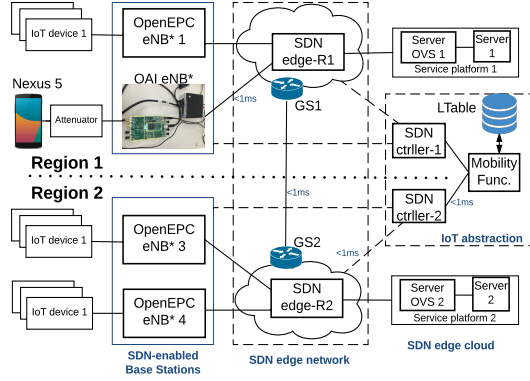 IoT device 1
OpenEPC
eNB* 1
SDN
edge-R1
Server
OVS 1
Server
1
Service platform 1
Nexus 5
Attenuator
OAI eNB*
<1ms
GS1
LTable
SDN
ctrller-1
Mobility
Func.
Region 1
Region 2
<1ms
SDN
ctrller-2
<1ms
IoT abstraction
IoT device 1
OpenEPC
eNB* 3
GS2
<1ms
IoT device 1
OpenEPC
eNB* 4
SDN
edge-R2
Server
OVS 2
Server
2
Service platform 2
SDN-enabled
Base Stations
SDN edge network
SDN edge cloud